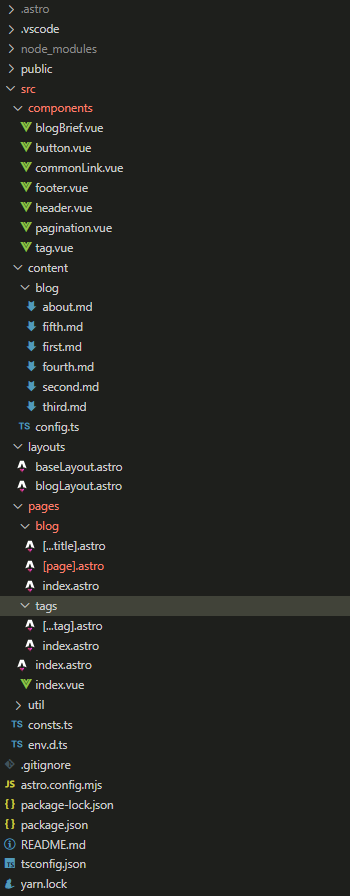 .astro
.vscode
node_modules
public
src
components
blogBrief.vue
button.vue
commonLink.vue
footer.vue
header.vue
pagination.vue
tag.vue
content
blog
about.md
fifth.md
first.md
fourth.md
second.md
third.md
TS config.ts
layouts
baseLayout.astro
blogLayout.astro
pages
blog
[...title].astro
[page].astro
index.astro
tags
[...tag].astro
index.astro
index.astro
index.vue
util
TS consts.ts
TS env.d.ts
.gitignore
JS astro.config.mjs
{ } package-lock.json
{ } package.json
README.md
tsconfig.json
yarn.lock